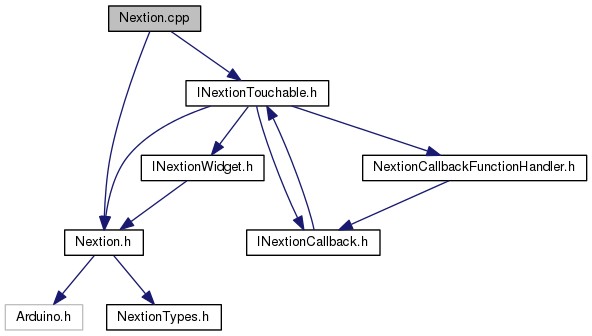 Nextion.cpp
INextionTouchable.h
INextionWidget.h
NextionCallbackFunctionHandler.h
Nextion.h
INextionCallback.h
Arduino.h
NextionTypes.h